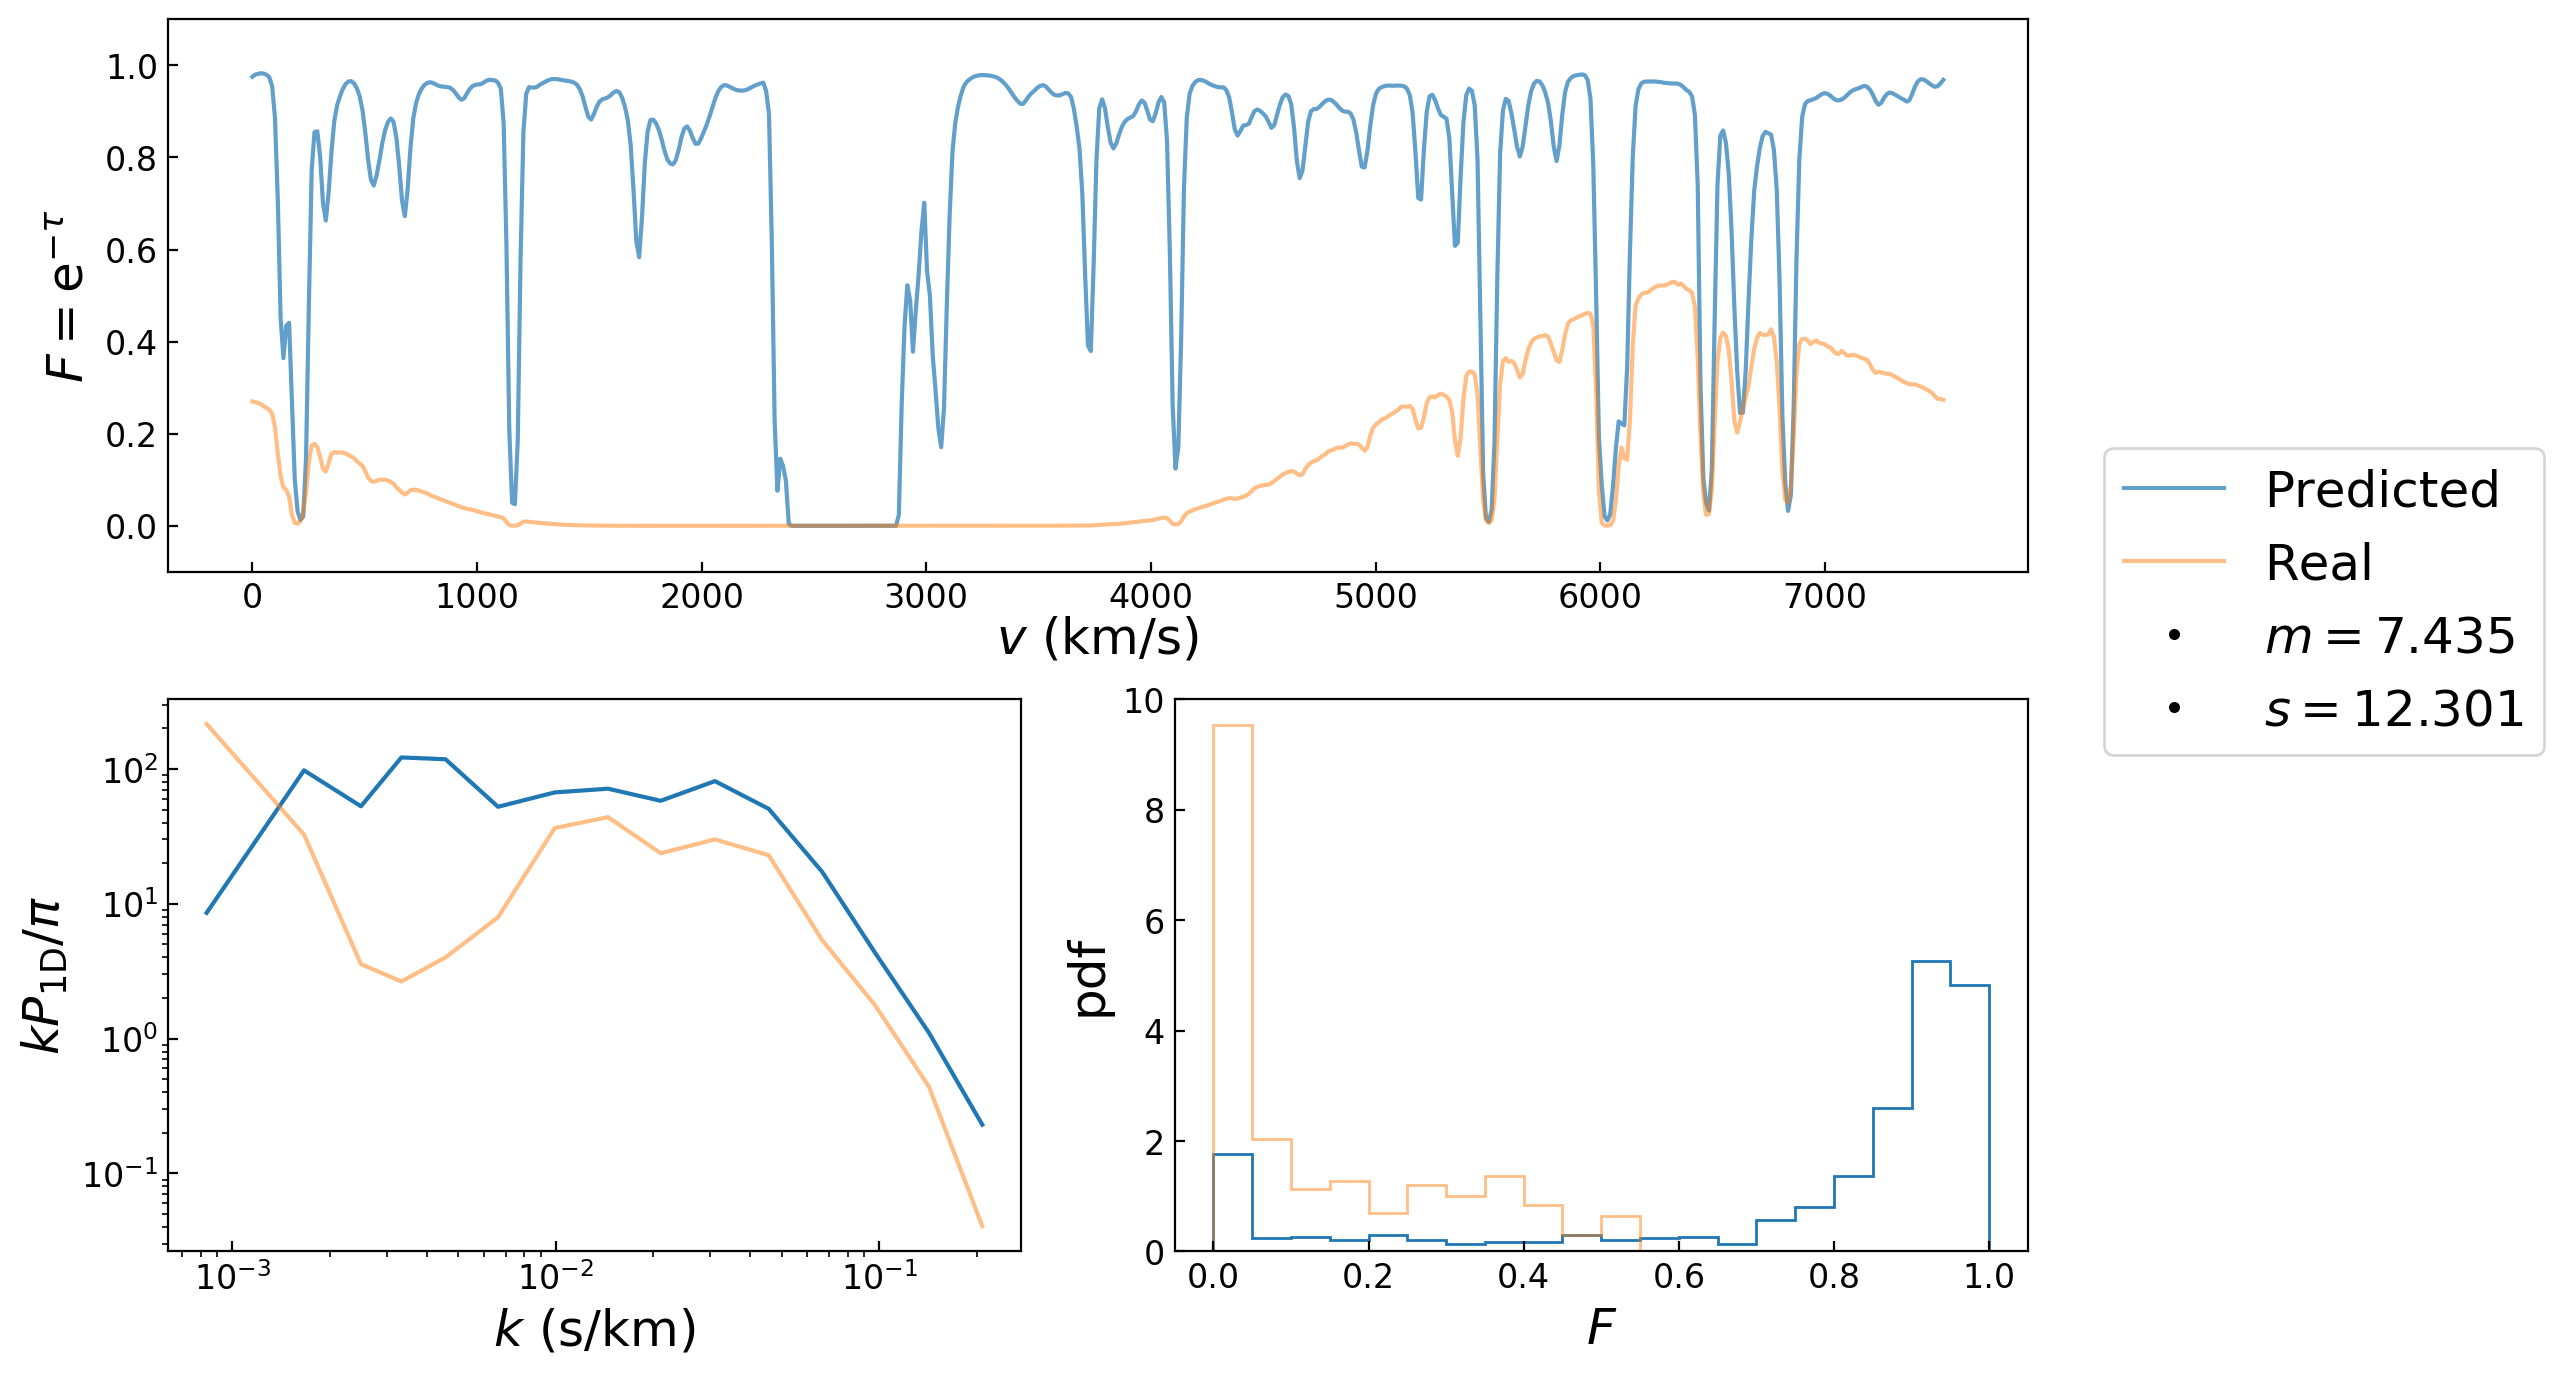 F = e^{-τ}
1.0
0.8
0.6
0.4
0.2
0.0
0 1000 2000 3000 4000 5000 6000 7000
v (km/s)
Predicted
Real
m = 7.435
s = 12.301
kP_{1D}/π
10^2
10^1
10^0
10^{-1}
10^{-3} 10^{-2} 10^{-1}
k (s/km)
pdf
10
8
6
4
2
0
0.0 0.2 0.4 0.6 0.8 1.0
F